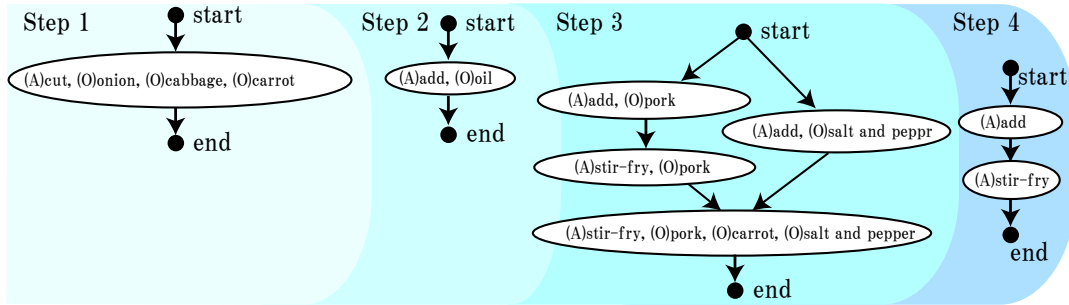 Step 1
start
(A)cut, (O)onion, (O)cabbage, (O)carrot
end
Step 2
start
(A)add, (O)oil
end
Step 3
start
(A)add, (O)pork
(A)add, (O)salt and peppr
(A)stir-fry, (O)pork
(A)stir-fry, (O)pork, (O)carrot, (O)salt and pepper
end
Step 4
start
(A)add
(A)stir-fry
end